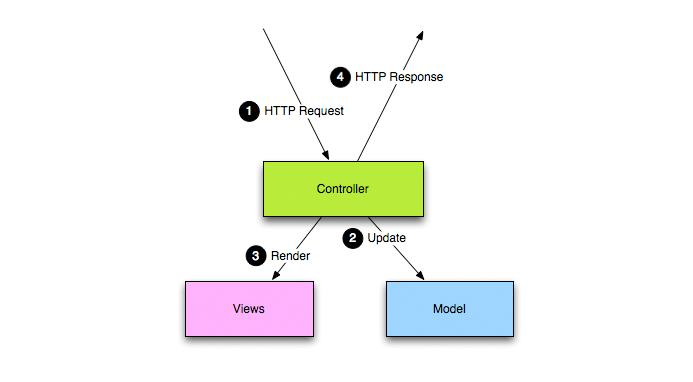 4 HTTP Response
1 HTTP Request
Controller
2 Update
3 Render
Views
Model